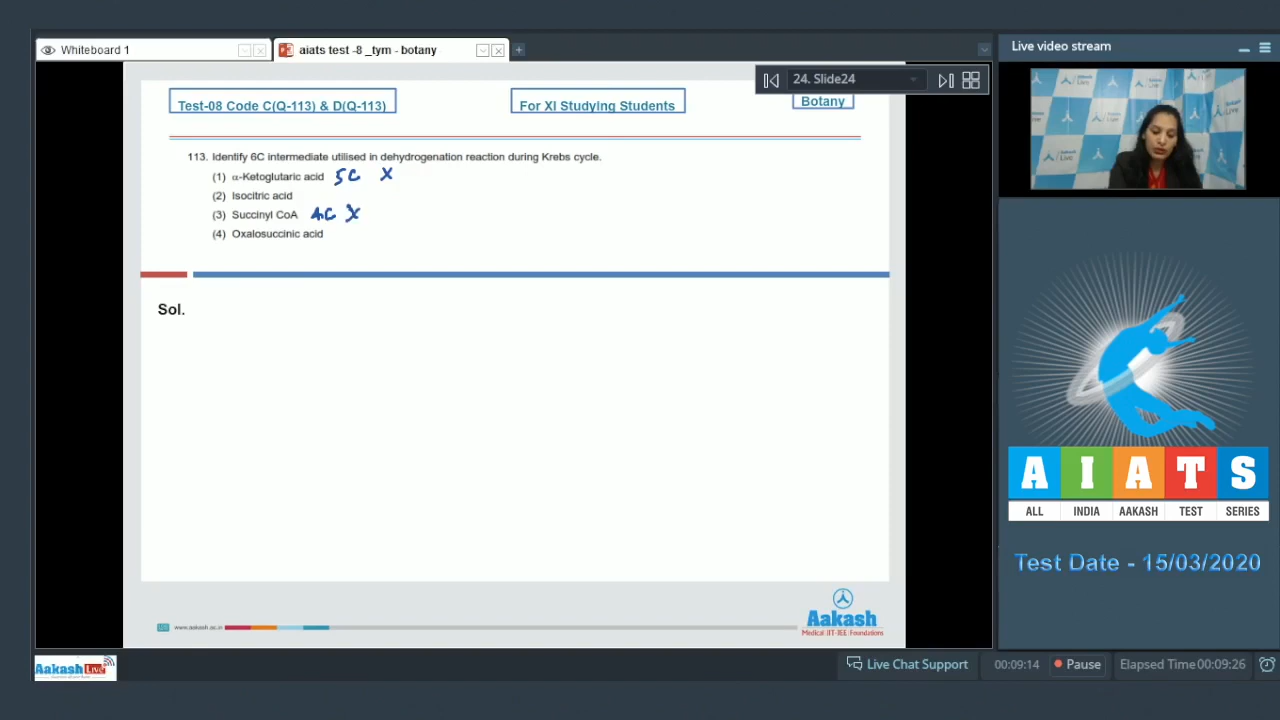 Whiteboard 1
aiats test -8 _tym - botany
Live video stream
24. Slide24
Test-08 Code C(Q-113) & D(Q-113)
For XI Studying Students
Botany
113. Identify 6C intermediate utilised in dehydrogenation reaction during Krebs cycle.
(1) α-Ketoglutaric acid 5C X
(2) Isocitric acid
(3) Succinyl CoA 4C X
(4) Oxalosuccinic acid
Sol.
A I A T S
ALL INDIA AAKASH TEST SERIES
Test Date - 15/03/2020
www.aakash.ac.in
Aakash
Medical|IIT-JEE|Foundations
Aakash Live
Live Chat Support
00:09:14
Pause
Elapsed Time 00:09:26